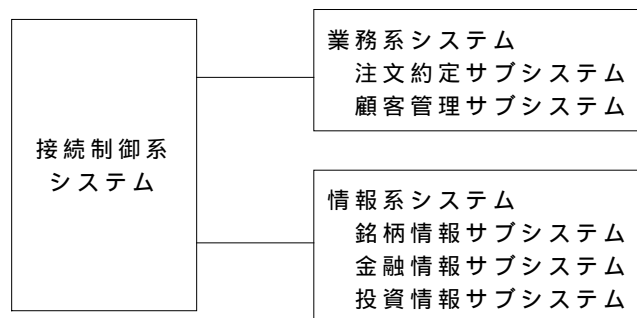 接続制御系
システム
業務系システム
注文約定サブシステム
顧客管理サブシステム
情報系システム
銘柄情報サブシステム
金融情報サブシステム
投資情報サブシステム